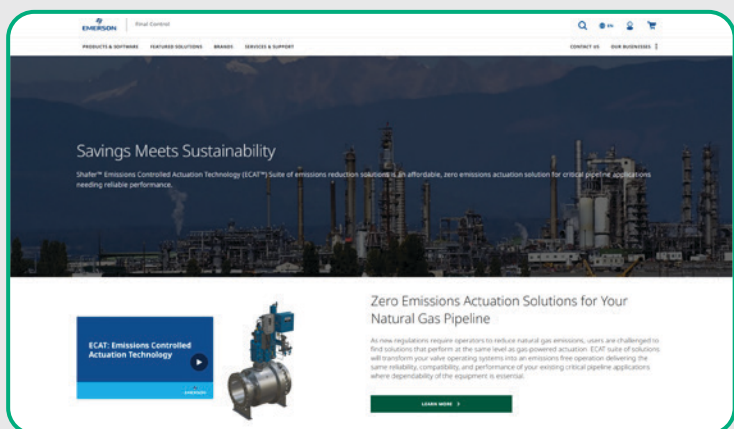 EMERSON
Final Control
EN
PRODUCTS & SOFTWARE FEATURED SOLUTIONS BRANDS SERVICES & SUPPORT
CONTACT US OUR BUSINESSES
Savings Meets Sustainability
Shafer™ Emissions Controlled Actuation Technology (ECAT™) Suite of emissions reduction solutions is an affordable, zero emissions actuation solution for critical pipeline applications
needing reliable performance.
ECAT: Emissions Controlled
Actuation Technology
EMERSON
Zero Emissions Actuation Solutions for Your
Natural Gas Pipeline
As new regulations require operators to reduce natural gas emissions, users are challenged to
find solutions that perform at the same level as gas-powered actuation. ECAT suite of solutions
will transform your valve operating systems into an emissions free operation delivering the
same reliability, compatibility, and performance of your existing critical pipeline applications
where dependability of the equipment is essential.
LEARN MORE